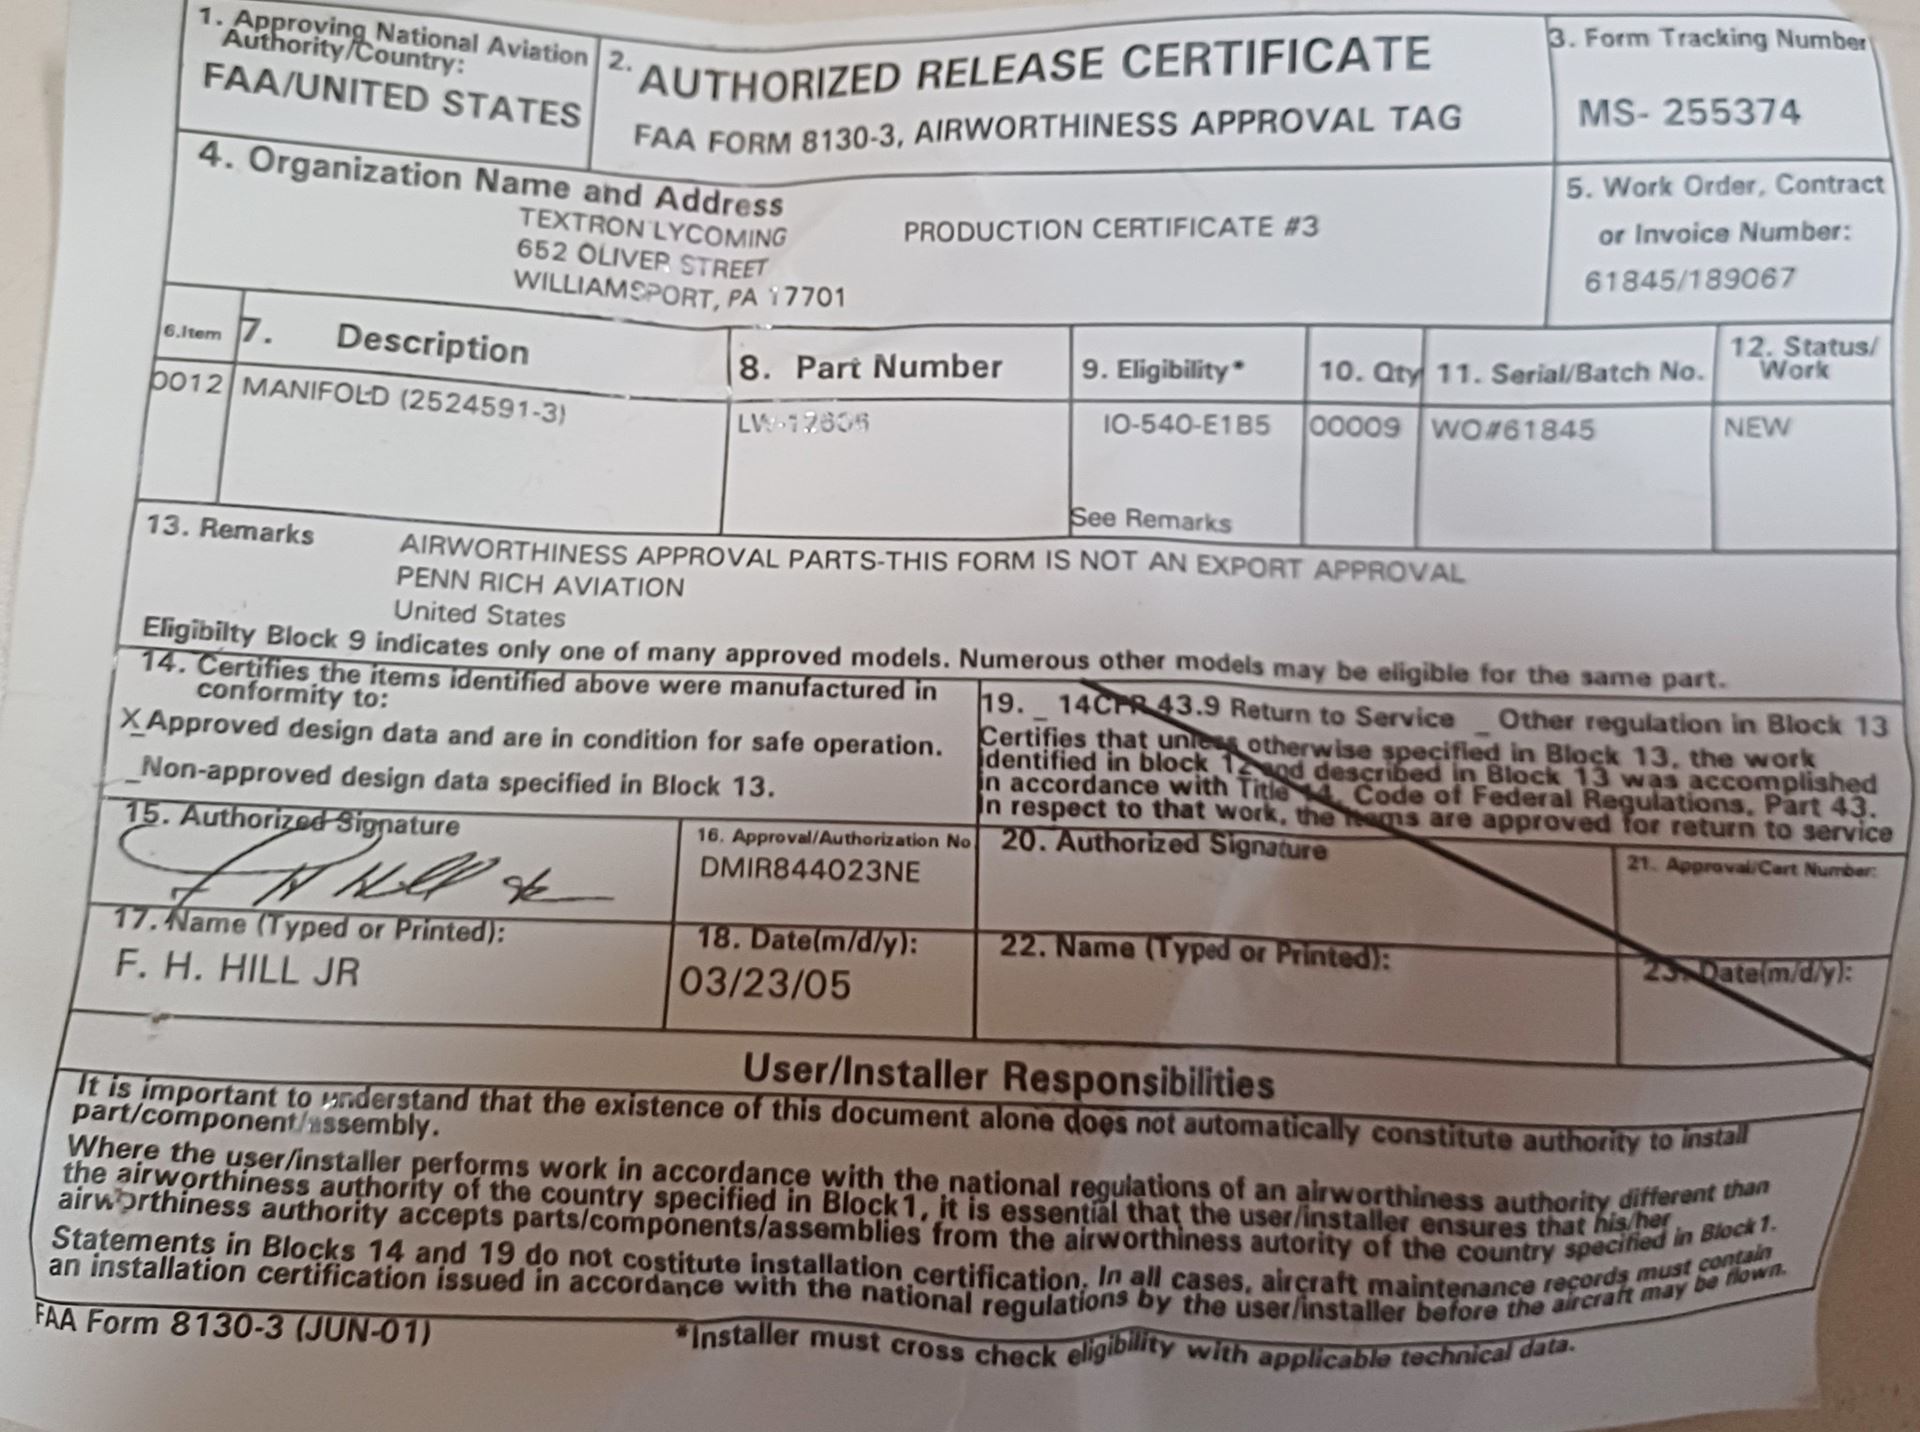 1. Approving National Aviation
Authority/Country:
FAA/UNITED STATES
2. AUTHORIZED RELEASE CERTIFICATE
FAA FORM 8130-3, AIRWORTHINESS APPROVAL TAG
3. Form Tracking Number
MS- 255374
4. Organization Name and Address
TEXTRON LYCOMING
652 OLIVER STREET
WILLIAMSPORT, PA 17701
PRODUCTION CERTIFICATE #3
5. Work Order, Contract
or Invoice Number:
61845/189067
6.Item 7. Description 8. Part Number 9. Eligibility* 10. Qty 11. Serial/Batch No. 12. Status/
Work
0012 MANIFOLD (2524591-3) IO-540-E1B5 00009 WO#61845 NEW
See Remarks
13. Remarks
AIRWORTHINESS APPROVAL PARTS-THIS FORM IS NOT AN EXPORT APPROVAL
PENN RICH AVIATION
United States
Eligibilty Block 9 indicates only one of many approved models. Numerous other models may be eligible for the same part.
14. Certifies the items identified above were manufactured in
conformity to:
X Approved design data and are in condition for safe operation.
_Non-approved design data specified in Block 13.
19. _ 14CFR 43.9 Return to Service _ Other regulation in Block 13
Certifies that unless otherwise specified in Block 13, the work
identified in block 12 and described in Block 13 was accomplished
in accordance with Title 14, Code of Federal Regulations, Part 43.
In respect to that work, the items are approved for return to service
15. Authorized Signature
F H Hill Jr
16. Approval/Authorization No
DMIR844023NE
20. Authorized Signature
21. Approval/Cert Number:
17. Name (Typed or Printed):
F. H. HILL JR
18. Date(m/d/y):
03/23/05
22. Name (Typed or Printed):
23. Date(m/d/y):
User/Installer Responsibilities
It is important to understand that the existence of this document alone does not automatically constitute authority to install
part/component/assembly.
Where the user/installer performs work in accordance with the national regulations of an airworthiness authority different than
the airworthiness authority of the country specified in Block1, it is essential that the user/installer ensures that his/her
airworthiness authority accepts parts/components/assemblies from the airworthiness autority of the country specified in Block 1.
Statements in Blocks 14 and 19 do not costitute installation certification. In all cases, aircraft maintenance records must contain
an installation certification issued in accordance with the national regulations by the user/installer before the aircraft may be flown.
FAA Form 8130-3 (JUN-01)
*Installer must cross check eligibility with applicable technical data.